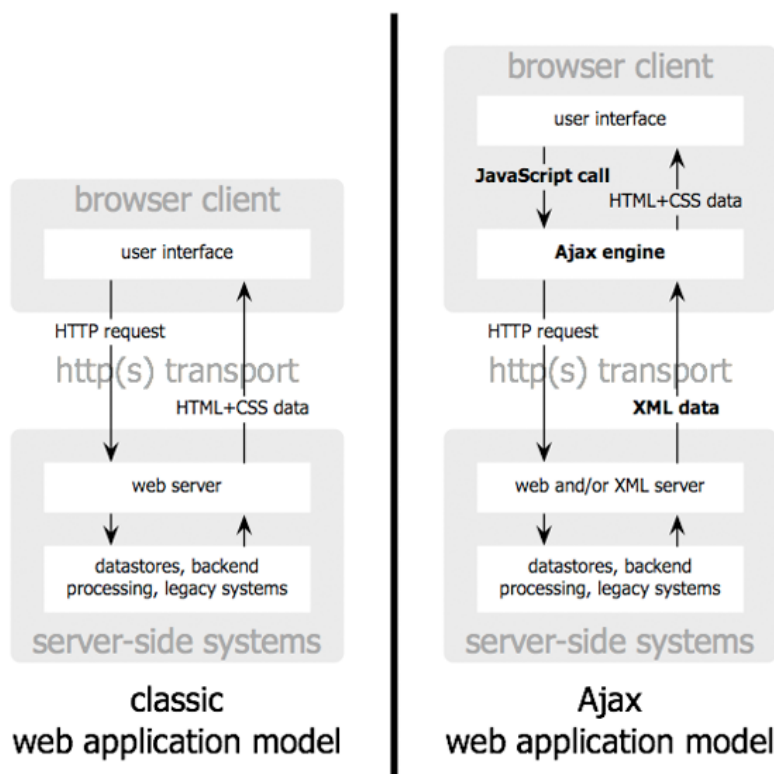 browser client
user interface
HTTP request
http(s) transport
HTML+CSS data
web server
datastores, backend
processing, legacy systems
server-side systems
classic
web application model
browser client
user interface
JavaScript call
HTML+CSS data
Ajax engine
HTTP request
http(s) transport
XML data
web and/or XML server
datastores, backend
processing, legacy systems
server-side systems
Ajax
web application model